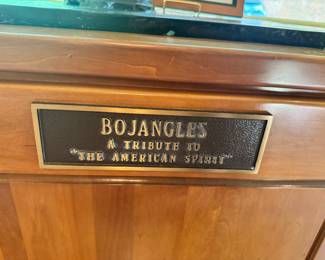 BOJANGLES
A TRIBUTE TO
"THE AMERICAN SPIRIT"